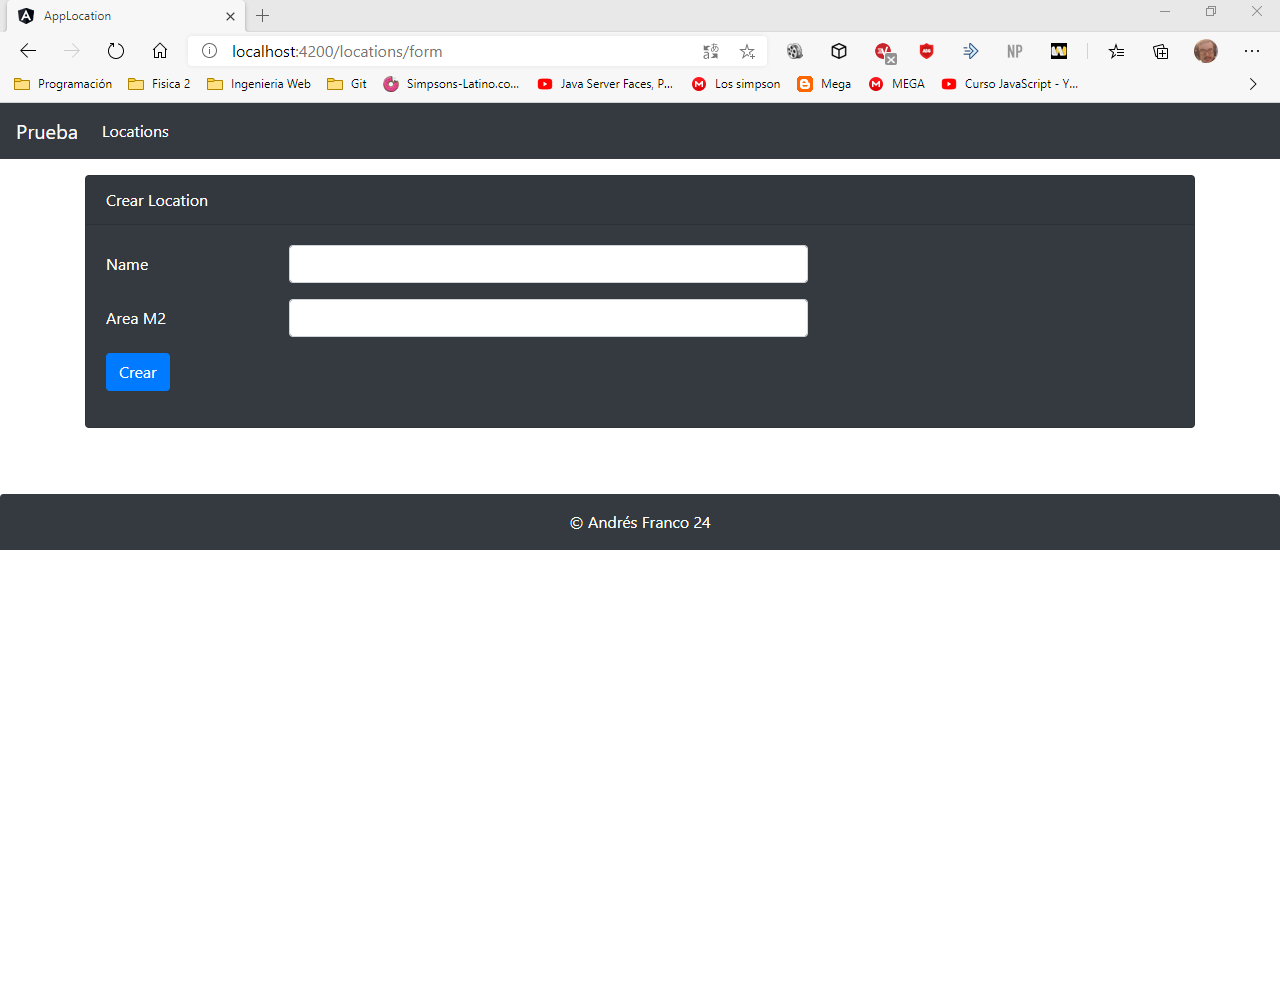 AppLocation
localhost:4200/locations/form
NP
Programación Fisica 2 Ingenieria Web Git Simpsons-Latino.co... Java Server Faces, P... Los simpson Mega MEGA Curso JavaScript - Y...
Prueba Locations
Crear Location
Name
Area M2
Crear
© Andrés Franco 24